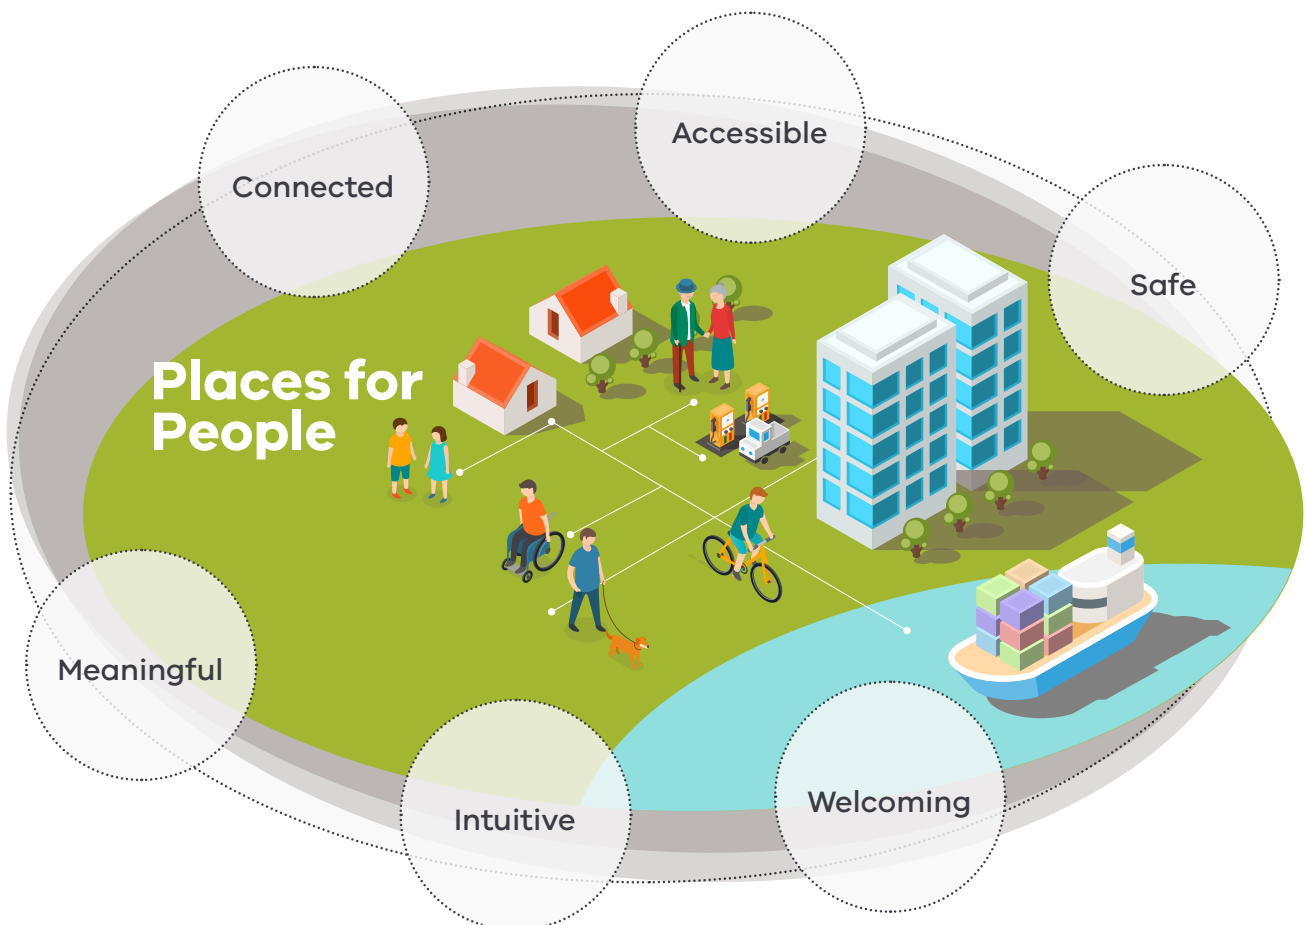 Accessible
Connected
Safe
Places for
People
Meaningful
Welcoming
Intuitive